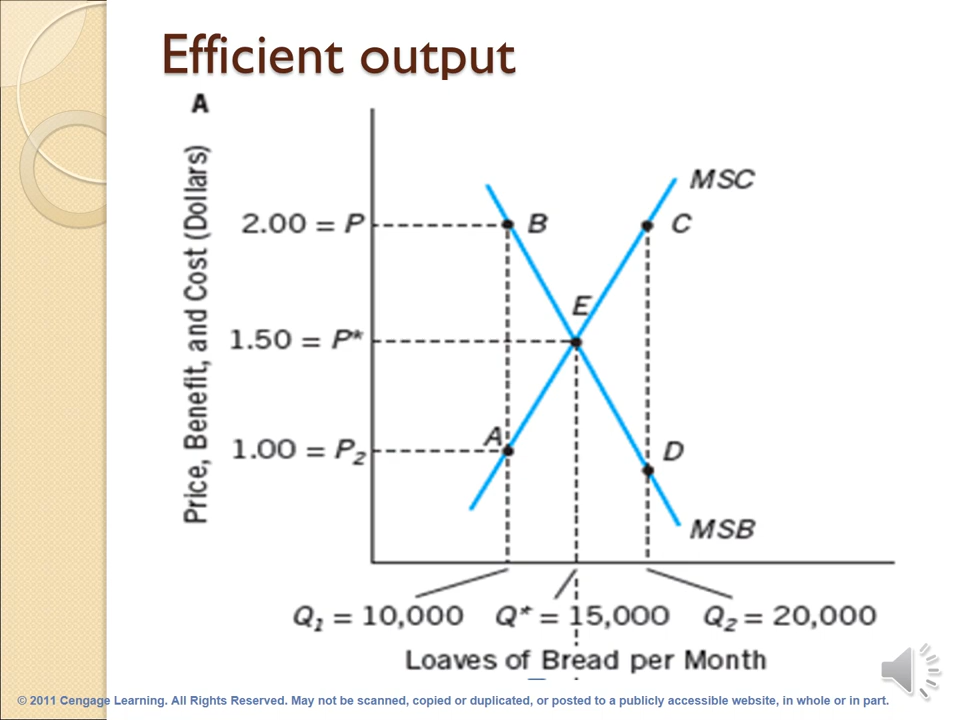 Efficient output
A
Price, Benefit, and Cost (Dollars)
MSC
2.00 = P
B
C
E
1.50 = P*
A
D
1.00 = P₂
MSB
Q₁ = 10,000 Q* = 15,000 Q₂ = 20,000
Loaves of Bread per Month
© 2011 Cengage Learning. All Rights Reserved. May not be scanned, copied or duplicated, or posted to a publicly accessible website, in whole or in part.